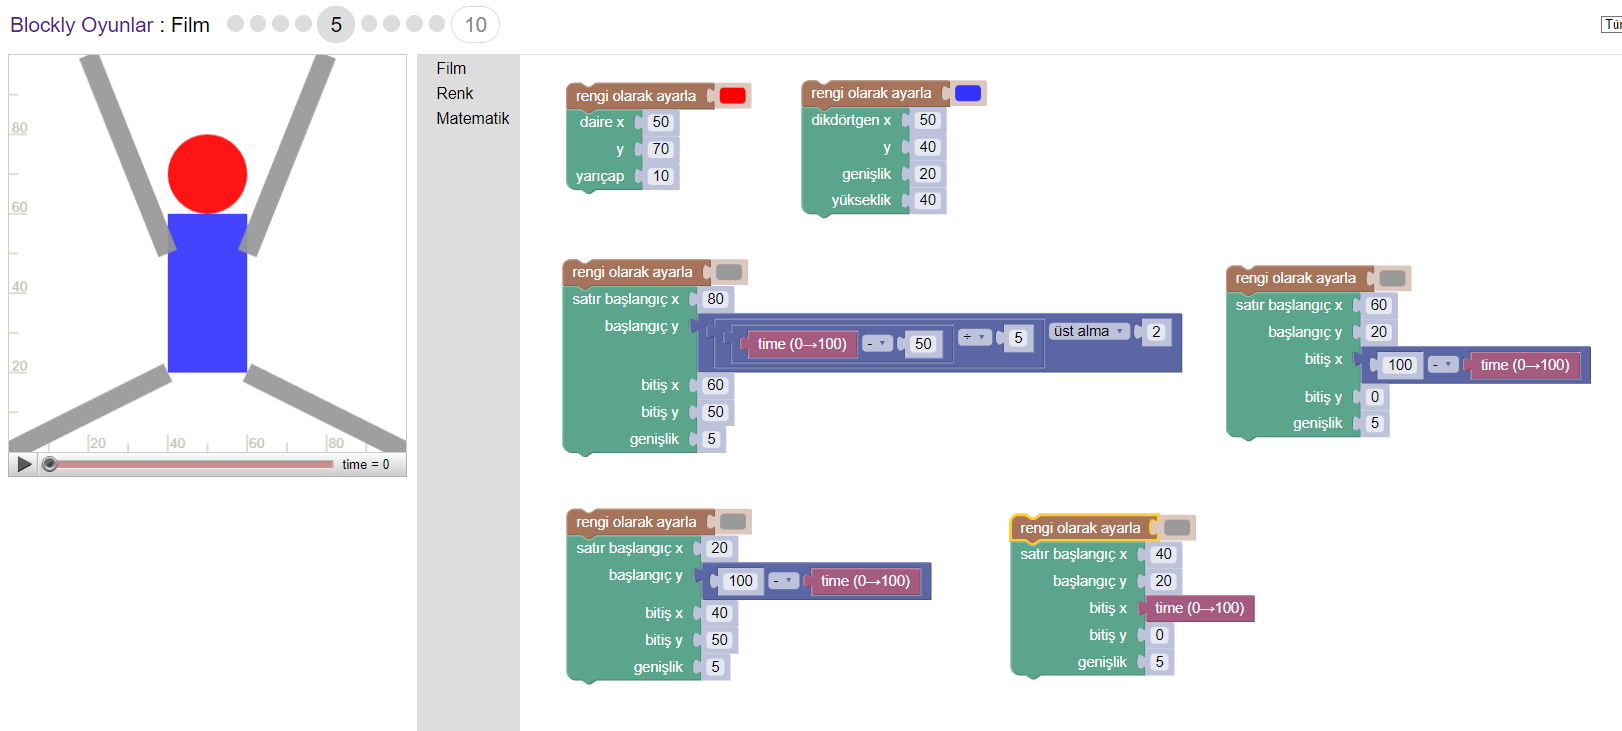 Blockly Oyunlar : Film 5 10
80
60
40
20
20 40 60 80
time = 0
Film
Renk
Matematik
rengi olarak ayarla
daire x 50
y 70
yarıçap 10
rengi olarak ayarla
dikdörtgen x 50
y 40
genişlik 20
yükseklik 40
rengi olarak ayarla
satır başlangıç x 80
başlangıç y time (0→100) - 50 ÷ 5 üst alma 2
bitiş x 60
bitiş y 50
genişlik 5
rengi olarak ayarla
satır başlangıç x 60
başlangıç y 20
bitiş x 100 - time (0→100)
bitiş y 0
genişlik 5
rengi olarak ayarla
satır başlangıç x 20
başlangıç y 100 - time (0→100)
bitiş x 40
bitiş y 50
genişlik 5
rengi olarak ayarla
satır başlangıç x 40
başlangıç y 20
bitiş x time (0→100)
bitiş y 0
genişlik 5